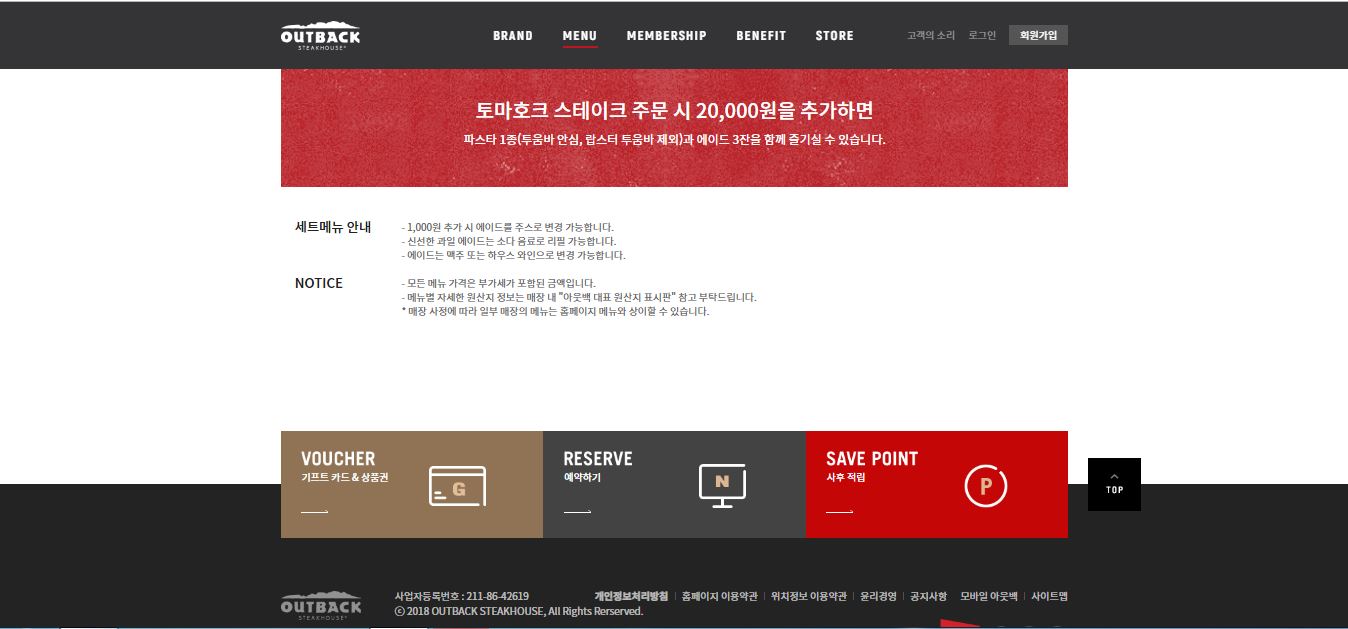 OUTBACK
STEAKHOUSE
BRAND MENU MEMBERSHIP BENEFIT STORE 고객의 소리 로그인 회원가입
토마호크 스테이크 주문 시 20,000원을 추가하면
파스타 1종(투움바 안심, 랍스터 투움바 제외)과 에이드 3잔을 함께 즐기실 수 있습니다.
세트메뉴 안내
- 1,000원 추가 시 에이드를 주스로 변경 가능합니다.
- 신선한 과일 에이드는 소다 음료로 리필 가능합니다.
- 에이드는 맥주 또는 하우스 와인으로 변경 가능합니다.
NOTICE
- 모든 메뉴 가격은 부가세가 포함된 금액입니다.
- 메뉴별 자세한 원산지 정보는 매장 내 "아웃백 대표 원산지 표시판" 참고 부탁드립니다.
* 매장 사정에 따라 일부 매장의 메뉴는 홈페이지 메뉴와 상이할 수 있습니다.
VOUCHER
기프트 카드 & 상품권
G
RESERVE
예약하기
N
SAVE POINT
사후 적립
P
TOP
OUTBACK
STEAKHOUSE
사업자등록번호 : 211-86-42619
ⓒ 2018 OUTBACK STEAKHOUSE, All Rights Reserved.
개인정보처리방침 | 홈페이지 이용약관 | 위치정보 이용약관 | 윤리경영 | 공지사항 모바일 아웃백 | 사이트맵